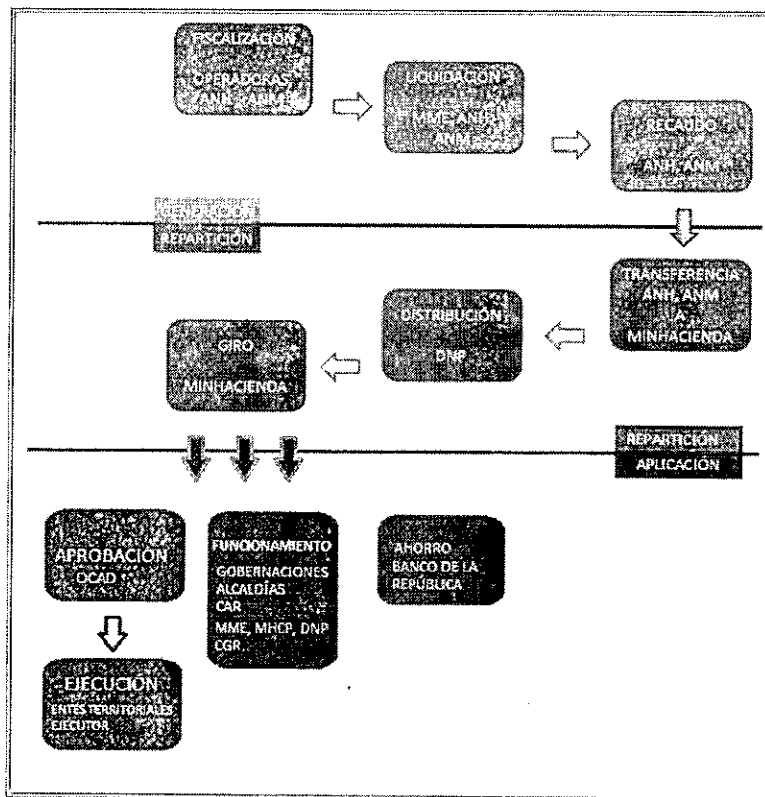 FISCALIZACIÓN
OPERADORAS
ANH, ANM
LIQUIDACIÓN
MME, ANH,
ANM
RECAUDO
ANH, ANM
GENERACIÓN
REPARTICIÓN
TRANSFERENCIA
ANH, ANM
A
MINHACIENDA
DISTRIBUCIÓN
DNP
GIRO
MINHACIENDA
REPARTICIÓN
APLICACIÓN
APROBACIÓN
OCAD
FUNCIONAMIENTO
GOBERNACIONES
ALCALDÍAS
CAR
MME, MHCP, DNP
CGR
AHORRO
BANCO DE LA
REPÚBLICA
EJECUCIÓN
ENTES TERRITORIALES
EJECUTOR